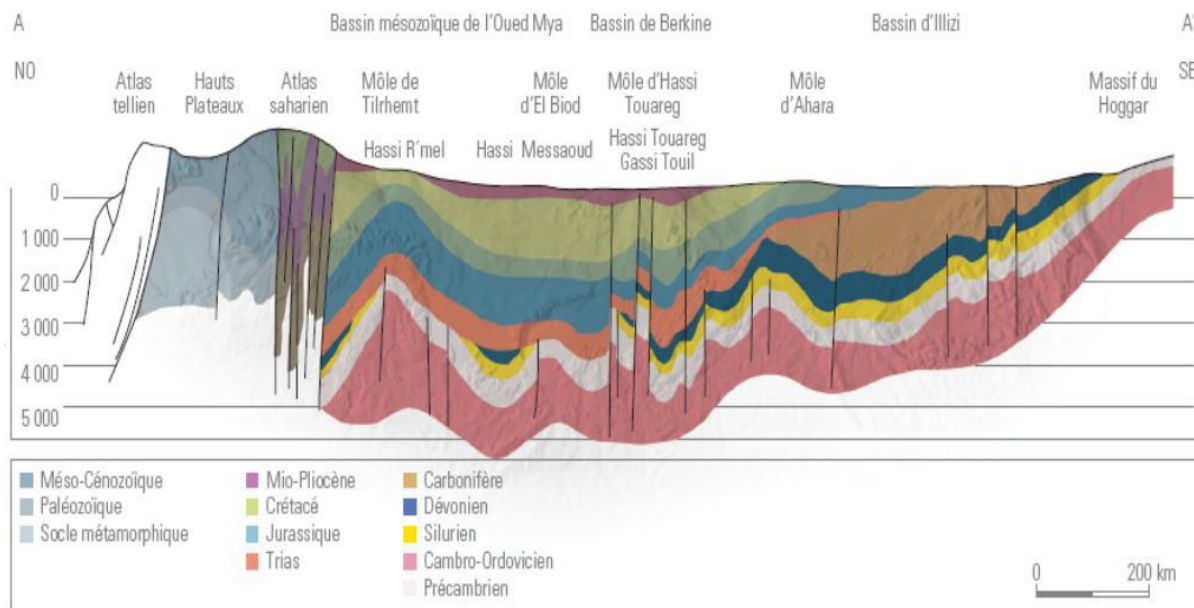 A
Bassin mésozoïque de l'Oued Mya
Bassin de Berkine
Bassin d'Illizi
A'
NO
SE
Atlas
tellien
Hauts
Plateaux
Atlas
saharien
Môle de
Tilrhemt
Môle
d'El Biod
Môle d'Hassi
Touareg
Môle
d'Ahara
Massif du
Hoggar
Hassi R'mel
Hassi Messaoud
Hassi Touareg
Gassi Touil
0
1 000
2 000
3 000
4 000
5 000
Méso-Cénozoïque
Paléozoïque
Socle métamorphique
Mio-Pliocène
Crétacé
Jurassique
Trias
Carbonifère
Dévonien
Silurien
Cambro-Ordovicien
Précambrien
0 200 km